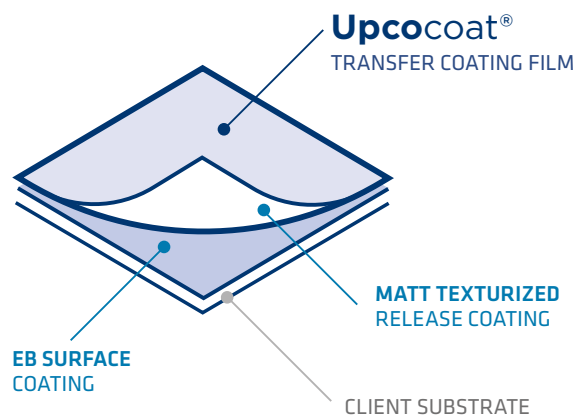 Upcocoat®
TRANSFER COATING FILM
MATT TEXTURIZED
RELEASE COATING
EB SURFACE
COATING
CLIENT SUBSTRATE